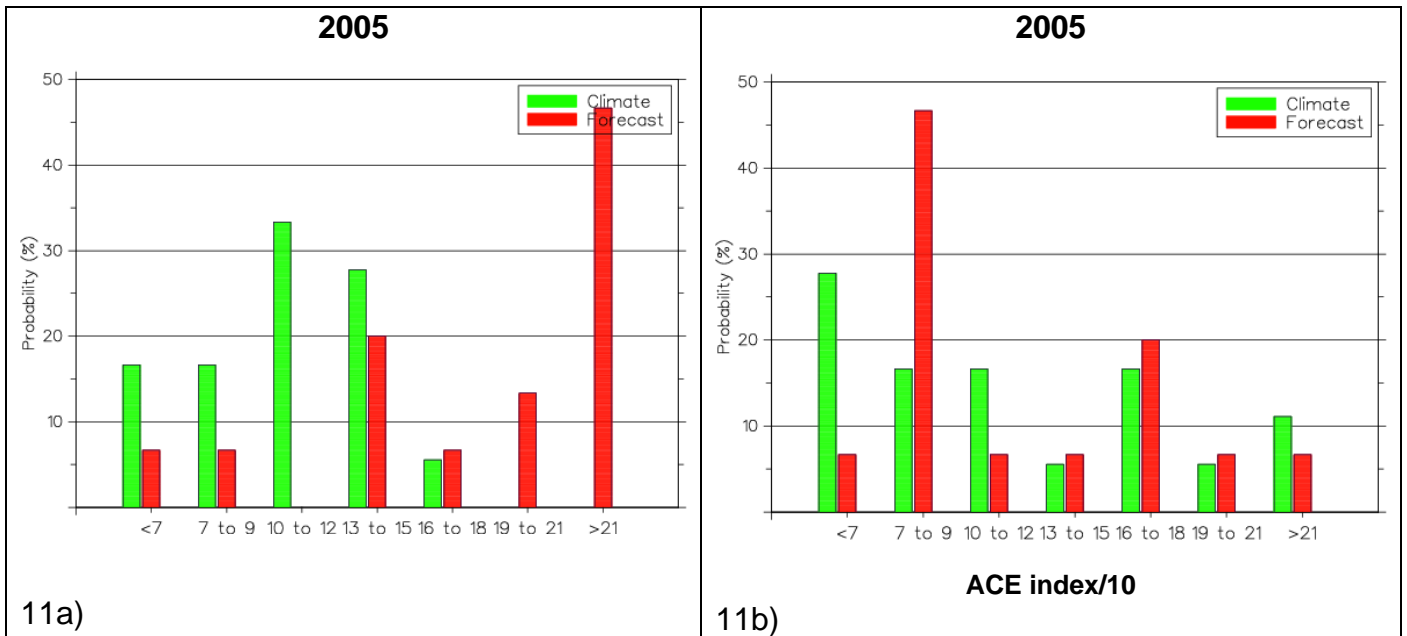 2005
50
40
30
20
10
Probability (%)
Climate
Forecast
<7 7 to 9 10 to 12 13 to 15 16 to 18 19 to 21 >21
11a)
2005
50
40
30
20
10
Probability (%)
Climate
Forecast
<7 7 to 9 10 to 12 13 to 15 16 to 18 19 to 21 >21
ACE index/10
11b)